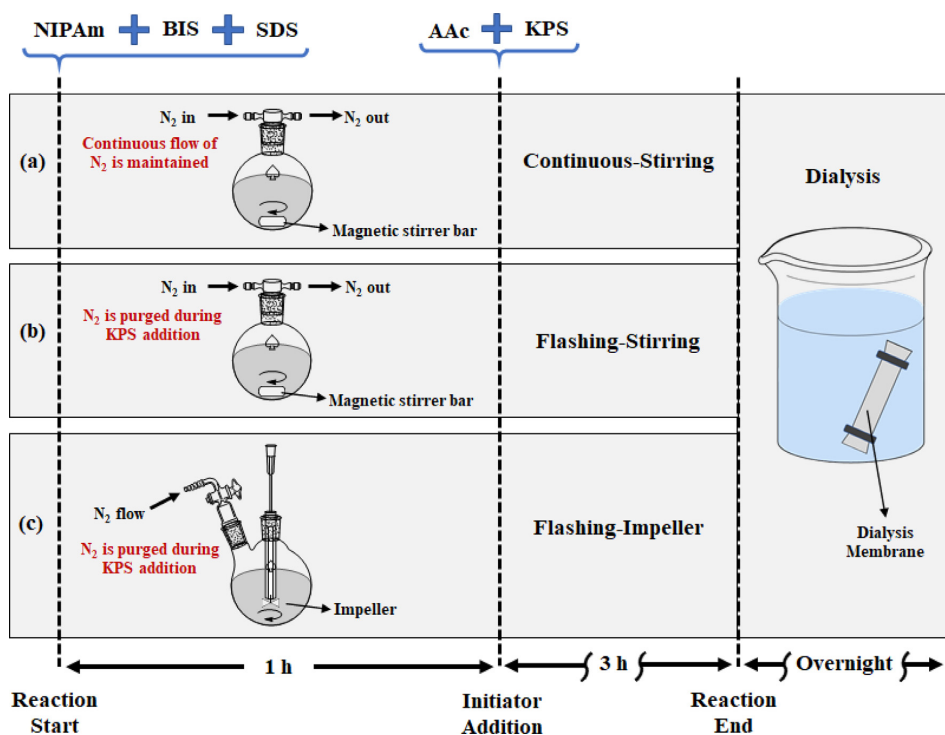 NIPAm + BIS + SDS
AAc + KPS
(a)
N2 in
N2 out
Continuous flow of
N2 is maintained
Magnetic stirrer bar
Continuous-Stirring
Dialysis
(b)
N2 in
N2 out
N2 is purged during
KPS addition
Magnetic stirrer bar
Flashing-Stirring
(c)
N2 flow
N2 is purged during
KPS addition
Impeller
Flashing-Impeller
Dialysis
Membrane
1 h
3 h
Overnight
Reaction
Start
Initiator
Addition
Reaction
End